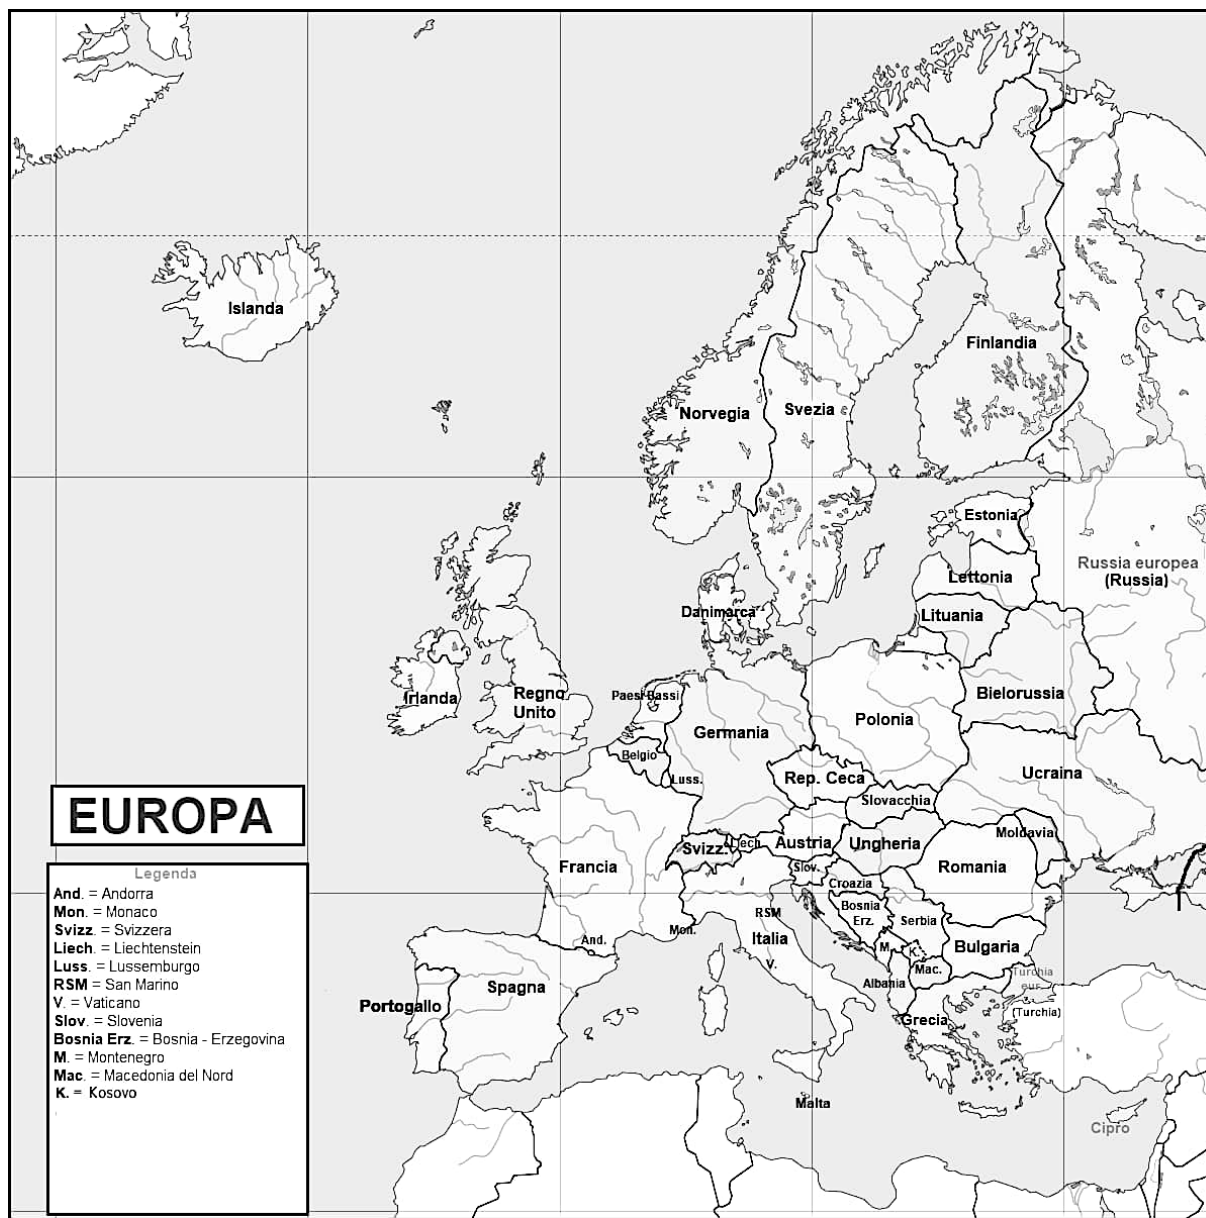 Islanda
Finlandia
Norvegia
Svezia
Estonia
Russia europea
(Russia)
Lettonia
Danimarca
Lituania
Irlanda
Regno
Unito
Paesi Bassi
Bielorussia
Germania
Polonia
Belgio
Luss.
Rep. Ceca
Ucraina
Slovacchia
EUROPA
Svizz.
Liech.
Austria
Ungheria
Moldavia
Francia
Slov.
Romania
Croazia
Bosnia
Erz.
RSM
Serbia
Mon.
And.
Italia
M.
K.
Bulgaria
V.
Mac.
Albania
Turchia
eur.
(Turchia)
Spagna
Portogallo
Grecia
Malta
Cipro
Legenda
And. = Andorra
Mon. = Monaco
Svizz. = Svizzera
Liech. = Liechtenstein
Luss. = Lussemburgo
RSM = San Marino
V. = Vaticano
Slov. = Slovenia
Bosnia Erz. = Bosnia - Erzegovina
M. = Montenegro
Mac. = Macedonia del Nord
K. = Kosovo